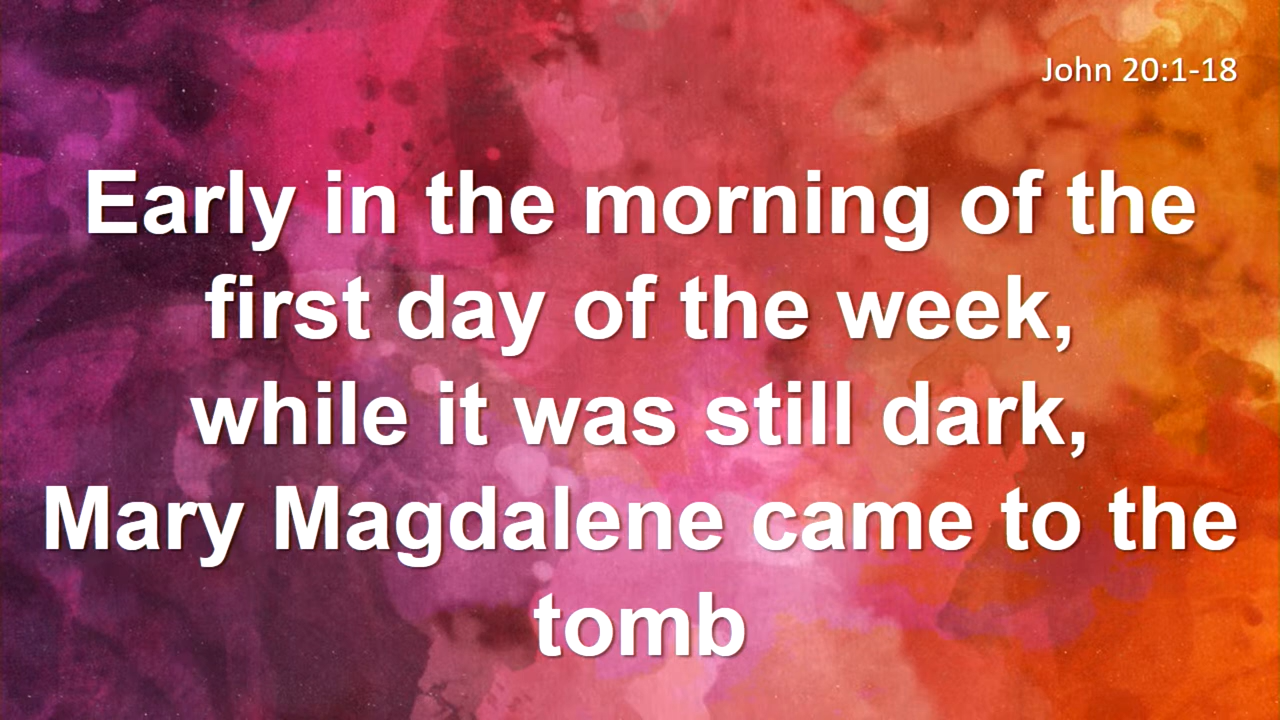 John 20:1-18
Early in the morning of the
first day of the week,
while it was still dark,
Mary Magdalene came to the
tomb